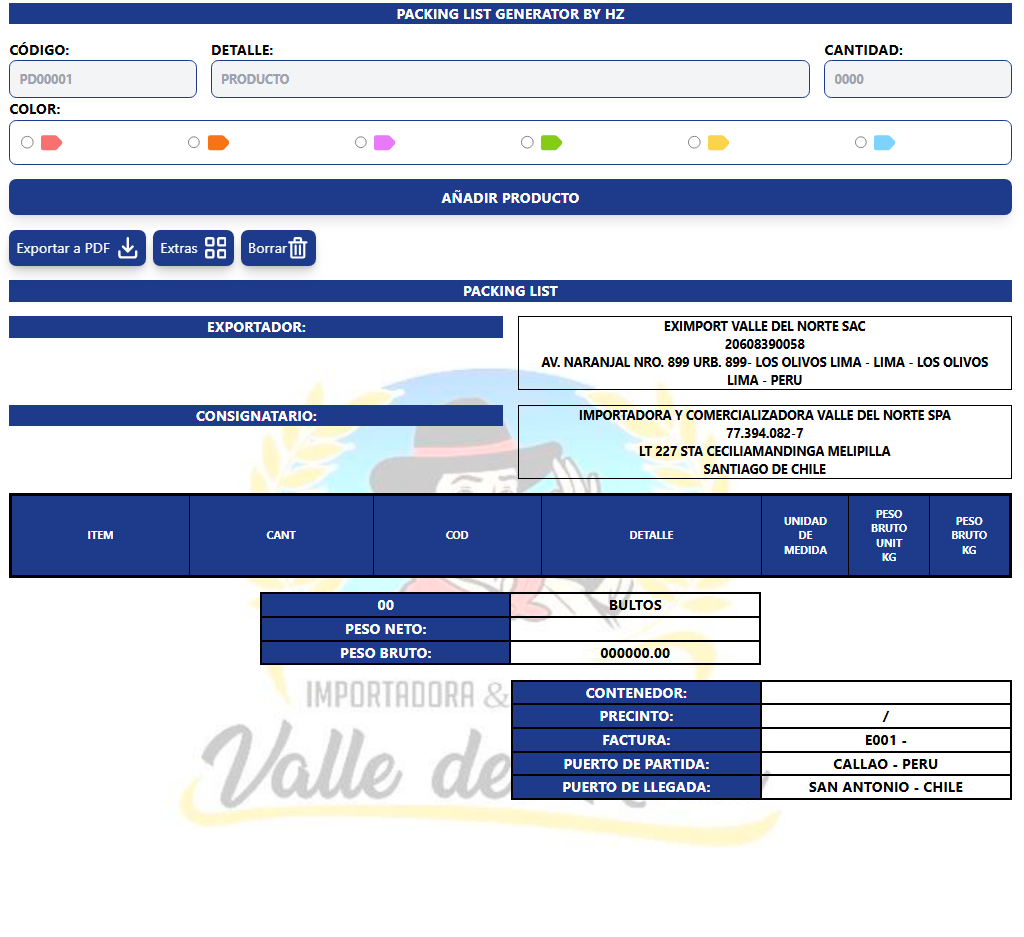 PACKING LIST GENERATOR BY HZ
CÓDIGO: DETALLE: CANTIDAD:
PD00001 PRODUCTO 0000
COLOR:
AÑADIR PRODUCTO
Exportar a PDF Extras Borrar
PACKING LIST
EXPORTADOR:
EXIMPORT VALLE DEL NORTE SAC
20608390058
AV. NARANJAL NRO. 899 URB. 899- LOS OLIVOS LIMA - LIMA - LOS OLIVOS
LIMA - PERU
CONSIGNATARIO:
IMPORTADORA Y COMERCIALIZADORA VALLE DEL NORTE SPA
77.394.082-7
LT 227 STA CECILIAMANDINGA MELIPILLA
SANTIAGO DE CHILE
ITEM CANT COD DETALLE UNIDAD DE MEDIDA PESO BRUTO UNIT KG PESO BRUTO KG
00 BULTOS
PESO NETO:
PESO BRUTO: 000000.00
IMPORTADORA &
Valle de
CONTENEDOR:
PRECINTO: /
FACTURA: E001 -
PUERTO DE PARTIDA: CALLAO - PERU
PUERTO DE LLEGADA: SAN ANTONIO - CHILE